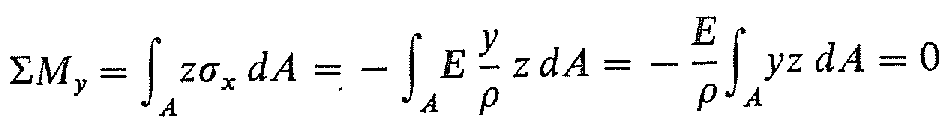 ΣM_y = ∫_A zσ_x dA = − ∫_A E y/ρ z dA = − E/ρ ∫_A yz dA = 0